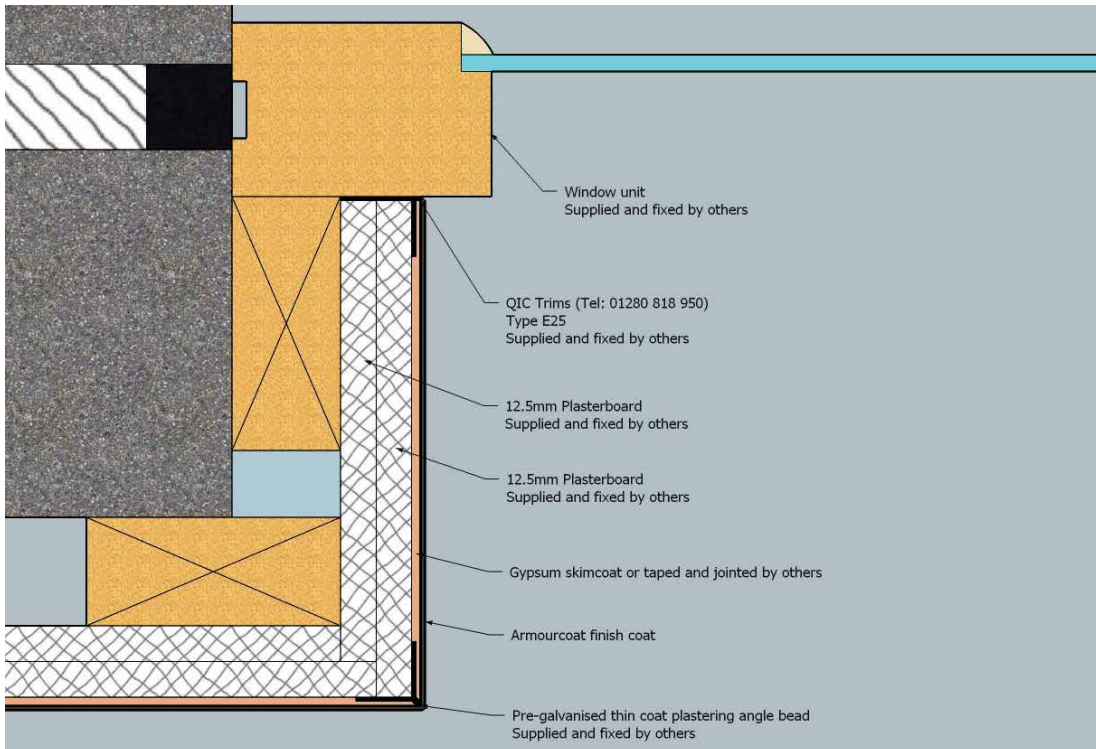 Window unit
Supplied and fixed by others
QIC Trims (Tel: 01280 818 950)
Type E25
Supplied and fixed by others
12.5mm Plasterboard
Supplied and fixed by others
12.5mm Plasterboard
Supplied and fixed by others
Gypsum skimcoat or taped and jointed by others
Armourcoat finish coat
Pre-galvanised thin coat plastering angle bead
Supplied and fixed by others